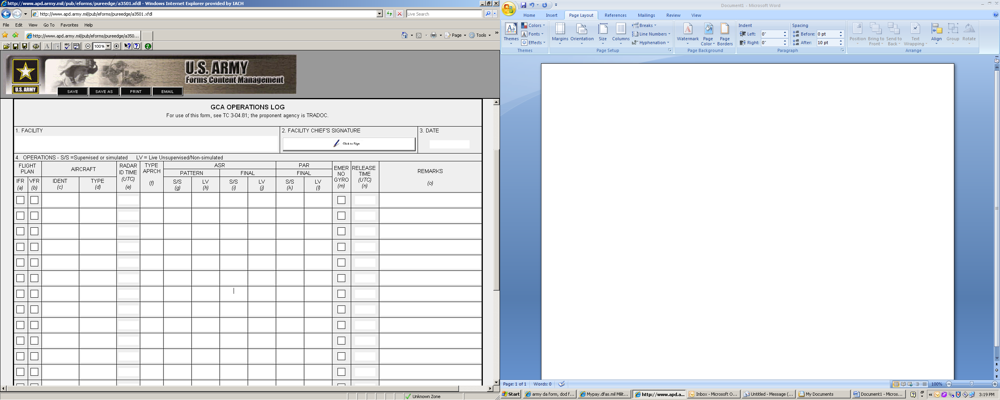 http://www.apd.army.mil/pub/eforms/pureedge/a3501.xfdl - Windows Internet Explorer provided by IACH
http://www.apd.army.mil/pub/eforms/pureedge/a3501.xfdl
Live Search
File Edit View Go To Favorites Help
http://www.apd.army.mil/pub/eforms/pureedge/a350...
Page Tools »
100%
U.S. ARMY
Forms Content Management
U.S. ARMY
SAVE SAVE AS PRINT EMAIL
GCA OPERATIONS LOG
For use of this form, see TC 3-04.81; the proponent agency is TRADOC.
1. FACILITY
2. FACILITY CHIEF'S SIGNATURE
3. DATE
Click to Sign
4. OPERATIONS - S/S =Supervised or simulated LV = Live Unsupervised/Non-simulated
FLIGHT PLAN
AIRCRAFT
RADAR ID TIME (UTC) (e)
TYPE APRCH (f)
ASR
PATTERN FINAL
PAR
FINAL
EMER NO GYRO (m)
RELEASE TIME (UTC) (n)
REMARKS (o)
IFR (a)
VFR (b)
IDENT (c)
TYPE (d)
S/S (g)
LV (h)
S/S (i)
LV (j)
S/S (k)
LV (l)
Unknown Zone
Document1 - Microsoft Word
Home Insert Page Layout References Mailings Review View
Themes
Colors
Fonts
Effects
Themes
Margins Orientation Size Columns
Breaks
Line Numbers
Hyphenation
Page Setup
Watermark Page Color Page Borders
Page Background
Indent
Left: 0"
Right: 0"
Spacing
Before: 0 pt
After: 10 pt
Paragraph
Position Bring to Front Send to Back Text Wrapping Align Group Rotate
Arrange
Page: 1 of 1 Words: 0
100%
Start
army da form, dod f...
Mypay.dfas.mil Milit...
http://www.apd.a...
Inbox - Microsoft O...
Untitled - Message (...
My Documents
Document1 - Micros...
3:19 PM